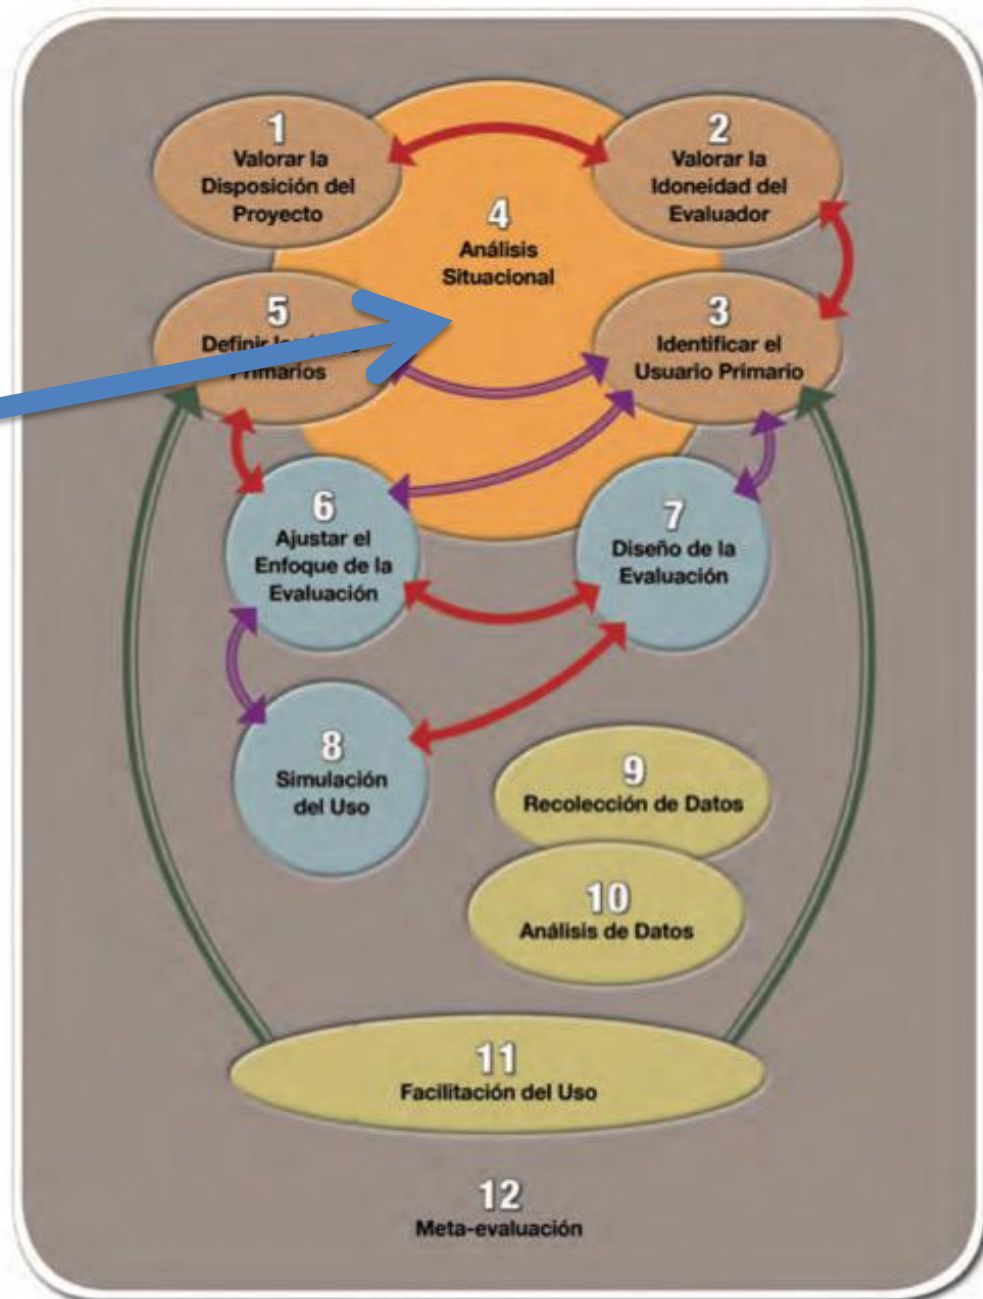 1
Valorar la
Disposición del
Proyecto
2
Valorar la
Idoneidad del
Evaluador
4
Análisis
Situacional
5
Definir
Primarios
3
Identificar el
Usuario Primario
6
Ajustar el
Enfoque de la
Evaluación
7
Diseño de la
Evaluación
8
Simulación
del Uso
9
Recolección de Datos
10
Análisis de Datos
11
Facilitación del Uso
12
Meta-evaluación